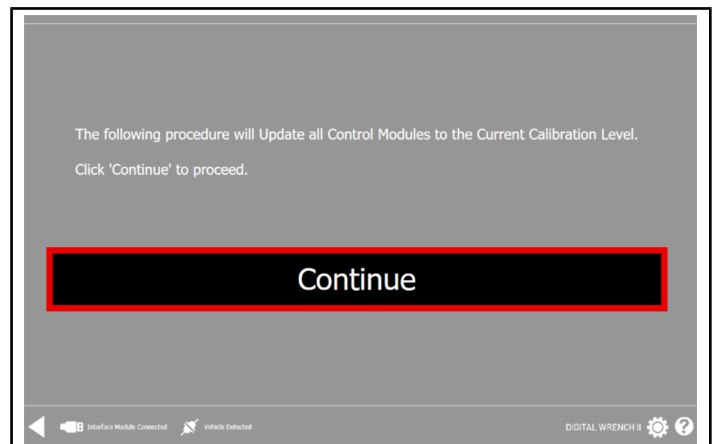 The following procedure will Update all Control Modules to the Current Calibration Level.
Click 'Continue' to proceed.
Continue
Interface Module Connected Vehicle Detected DIGITAL WRENCH II ?